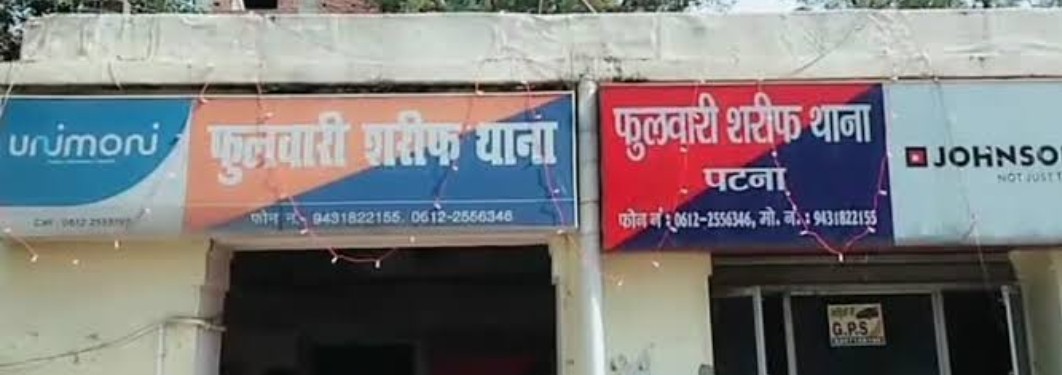 unimoni
फुलवारी शरीफ थाना
फोन नं. 9431822155, 0612-2556346
फुलवारी शरीफ थाना
पटना
फोन नं : 0612-2556346, मो. नं. : 9431822155
JOHNSO
NOT JUST T
G.P.S